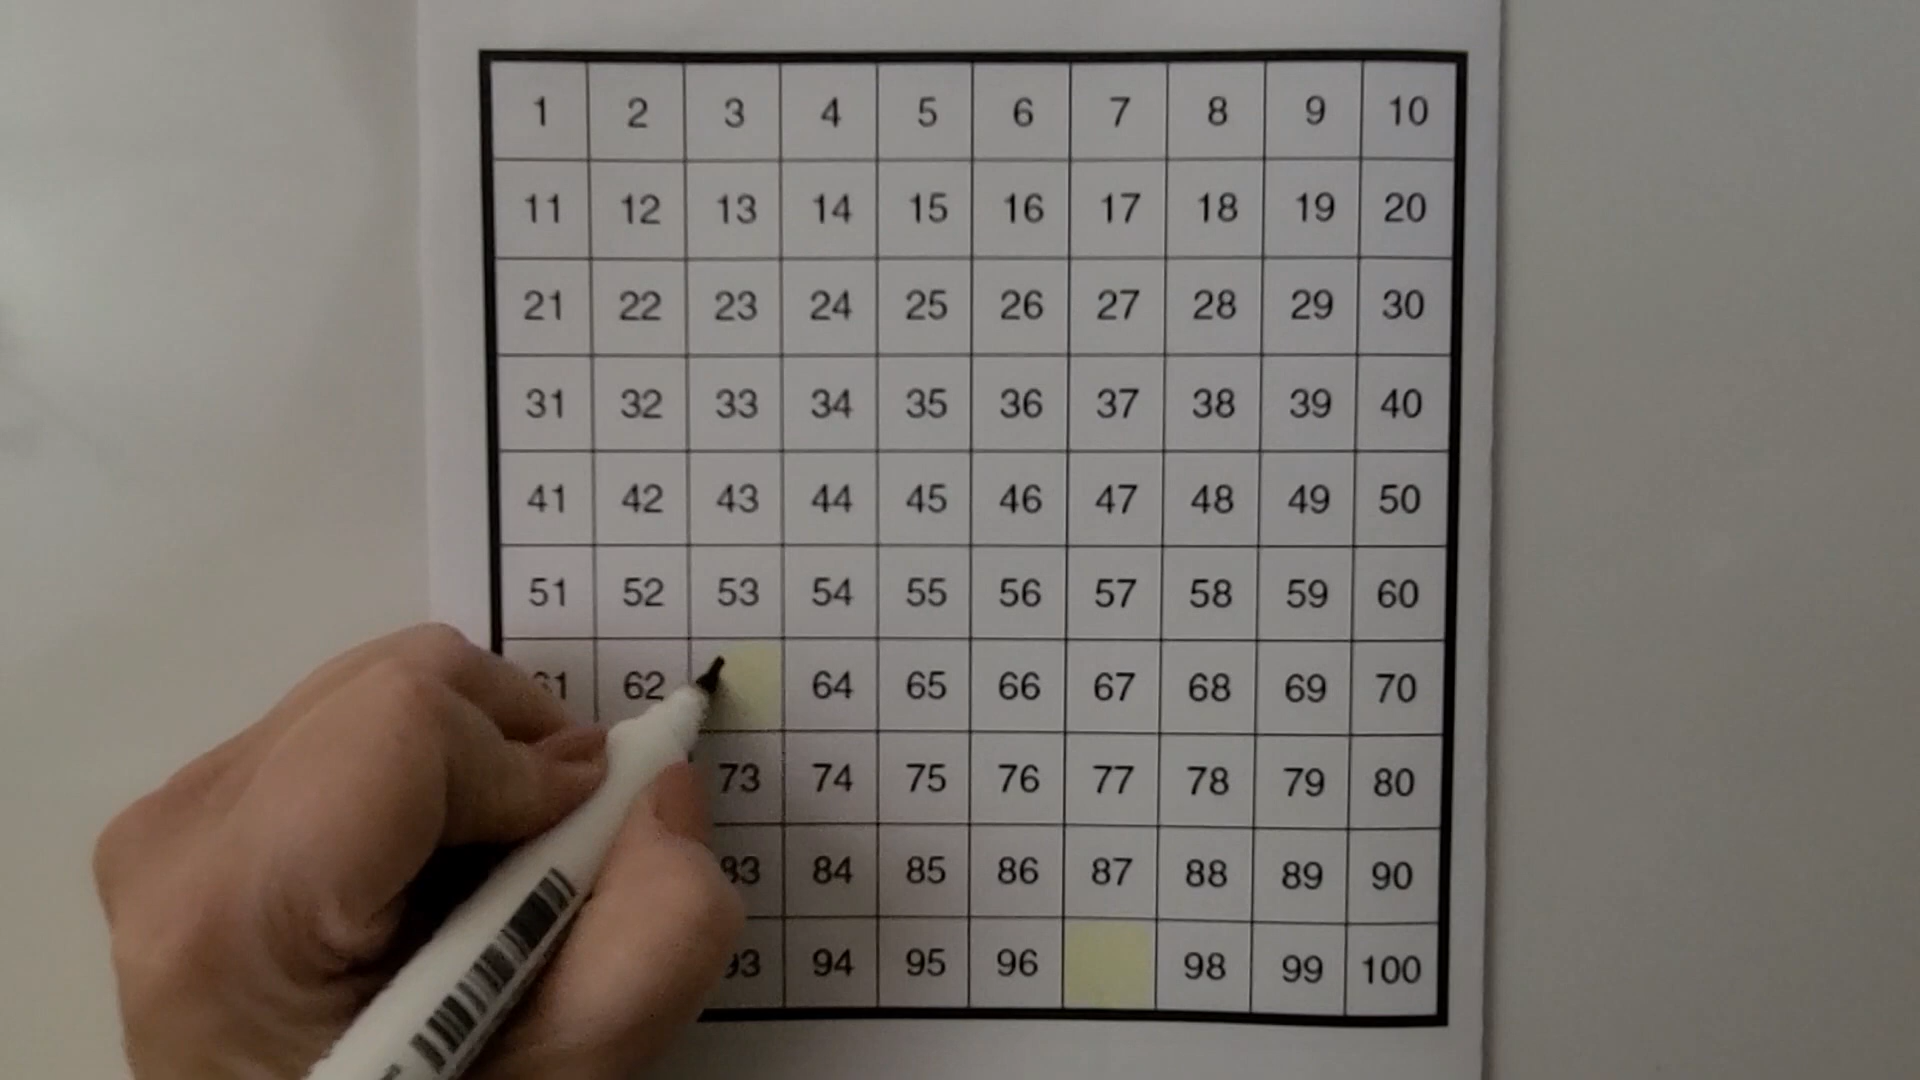 1 2 3 4 5 6 7 8 9 10
11 12 13 14 15 16 17 18 19 20
21 22 23 24 25 26 27 28 29 30
31 32 33 34 35 36 37 38 39 40
41 42 43 44 45 46 47 48 49 50
51 52 53 54 55 56 57 58 59 60
61 62 64 65 66 67 68 69 70
73 74 75 76 77 78 79 80
83 84 85 86 87 88 89 90
93 94 95 96 98 99 100